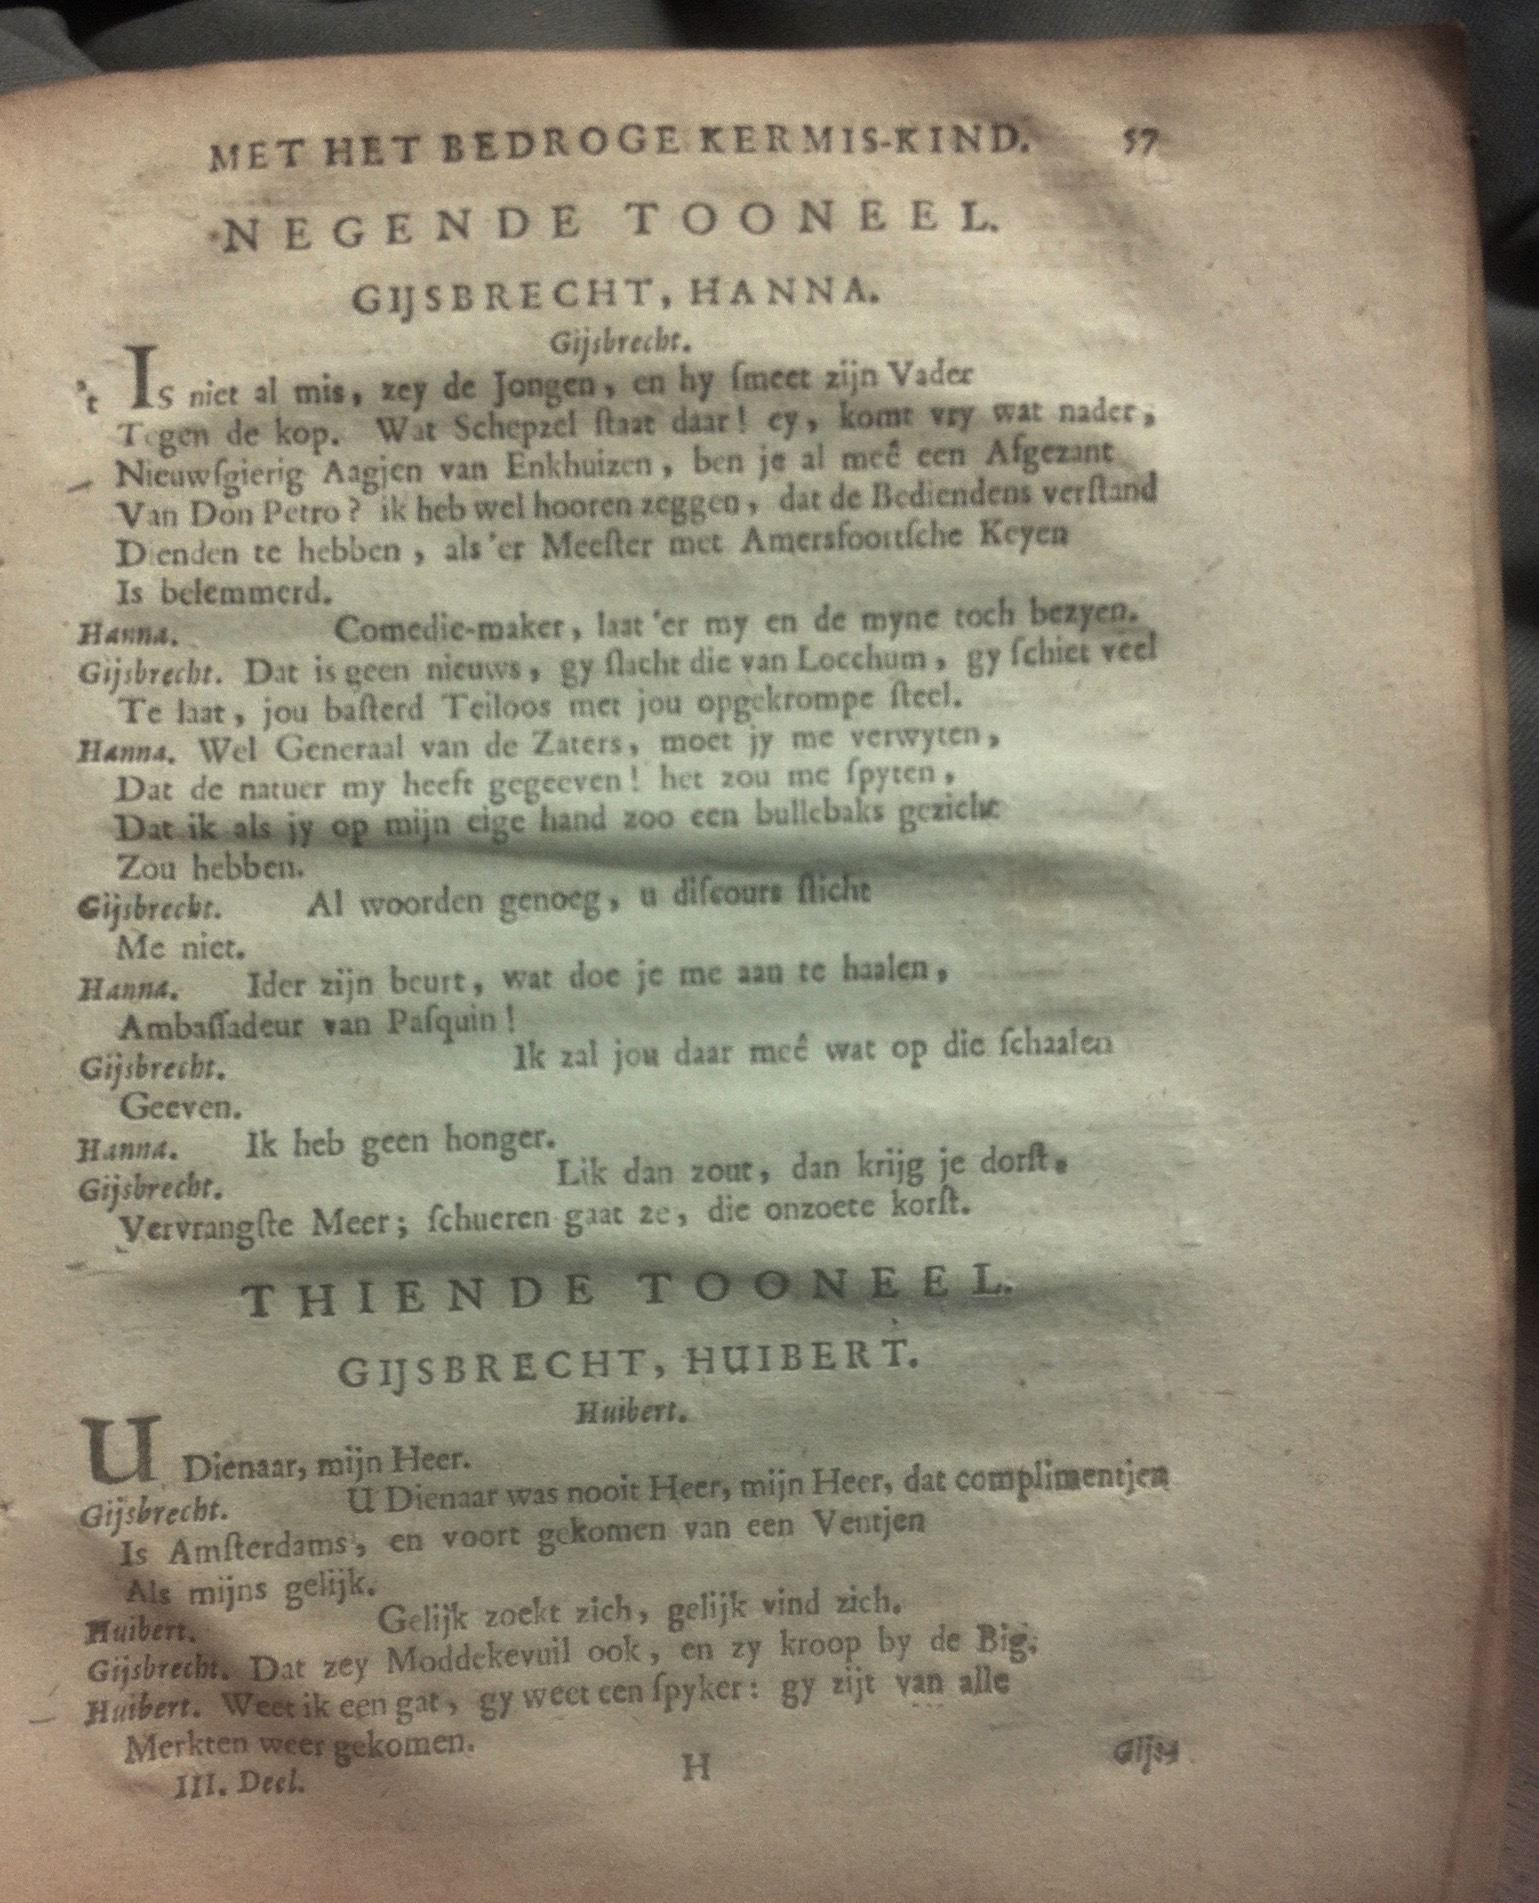 MET HET BEDROGE KERMIS-KIND. 57
NEGENDE TOONEEL.
GIJSBRECHT, HANNA.
Gijsbrecht.
't Is niet al mis, zey de Jongen, en hy ſmeet zijn Vader
Tegen de kop. Wat Schepzel ſtaat daar! ey, komt vry wat nader,
Nieuwſgierig Aagjen van Enkhuizen, ben je al meê een Afgezant
Van Don Petro? ik heb wel hooren zeggen, dat de Bediendens verſtand
Dienden te hebben, als 'er Meeſter met Amersfoortſche Keyen
Is belemmerd.
Hanna. Comedie-maker, laat 'er my en de myne toch bezyen.
Gijsbrecht. Dat is geen nieuws, gy ſlacht die van Locchum, gy ſchiet veel
Te laat, jou baſterd Teiloos met jou opgekrompe ſteel.
Hanna. Wel Generaal van de Zaters, moet jy me verwyten,
Dat de natuer my heeft gegeeven! het zou me ſpyten,
Dat ik als jy op mijn eige hand zoo een bullebaks gezicht
Zou hebben.
Gijsbrecht. Al woorden genoeg, u diſcours ſticht
Me niet.
Hanna. Ider zijn beurt, wat doe je me aan te haalen,
Ambaſſadeur van Paſquin!
Gijsbrecht. Ik zal jou daar meê wat op die ſchaalen
Geeven.
Hanna. Ik heb geen honger.
Gijsbrecht. Lik dan zout, dan krijg je dorſt.
Vervrangſte Meer; ſchueren gaat ze, die onzoete korſt.
THIENDE TOONEEL.
GIJSBRECHT, HUIBERT.
Huibert.
U Dienaar, mijn Heer.
Gijsbrecht. U Dienaar was nooit Heer, mijn Heer, dat complimentjen
Is Amſterdams, en voort gekomen van een Ventjen
Als mijns gelijk.
Huibert. Gelijk zoekt zich, gelijk vind zich.
Gijsbrecht. Dat zey Moddekevuil ook, en zy kroop by de Big.
Huibert. Weet ik een gat, gy weet een ſpyker: gy zijt van alle
Merkten weer gekomen.
III. Deel. H